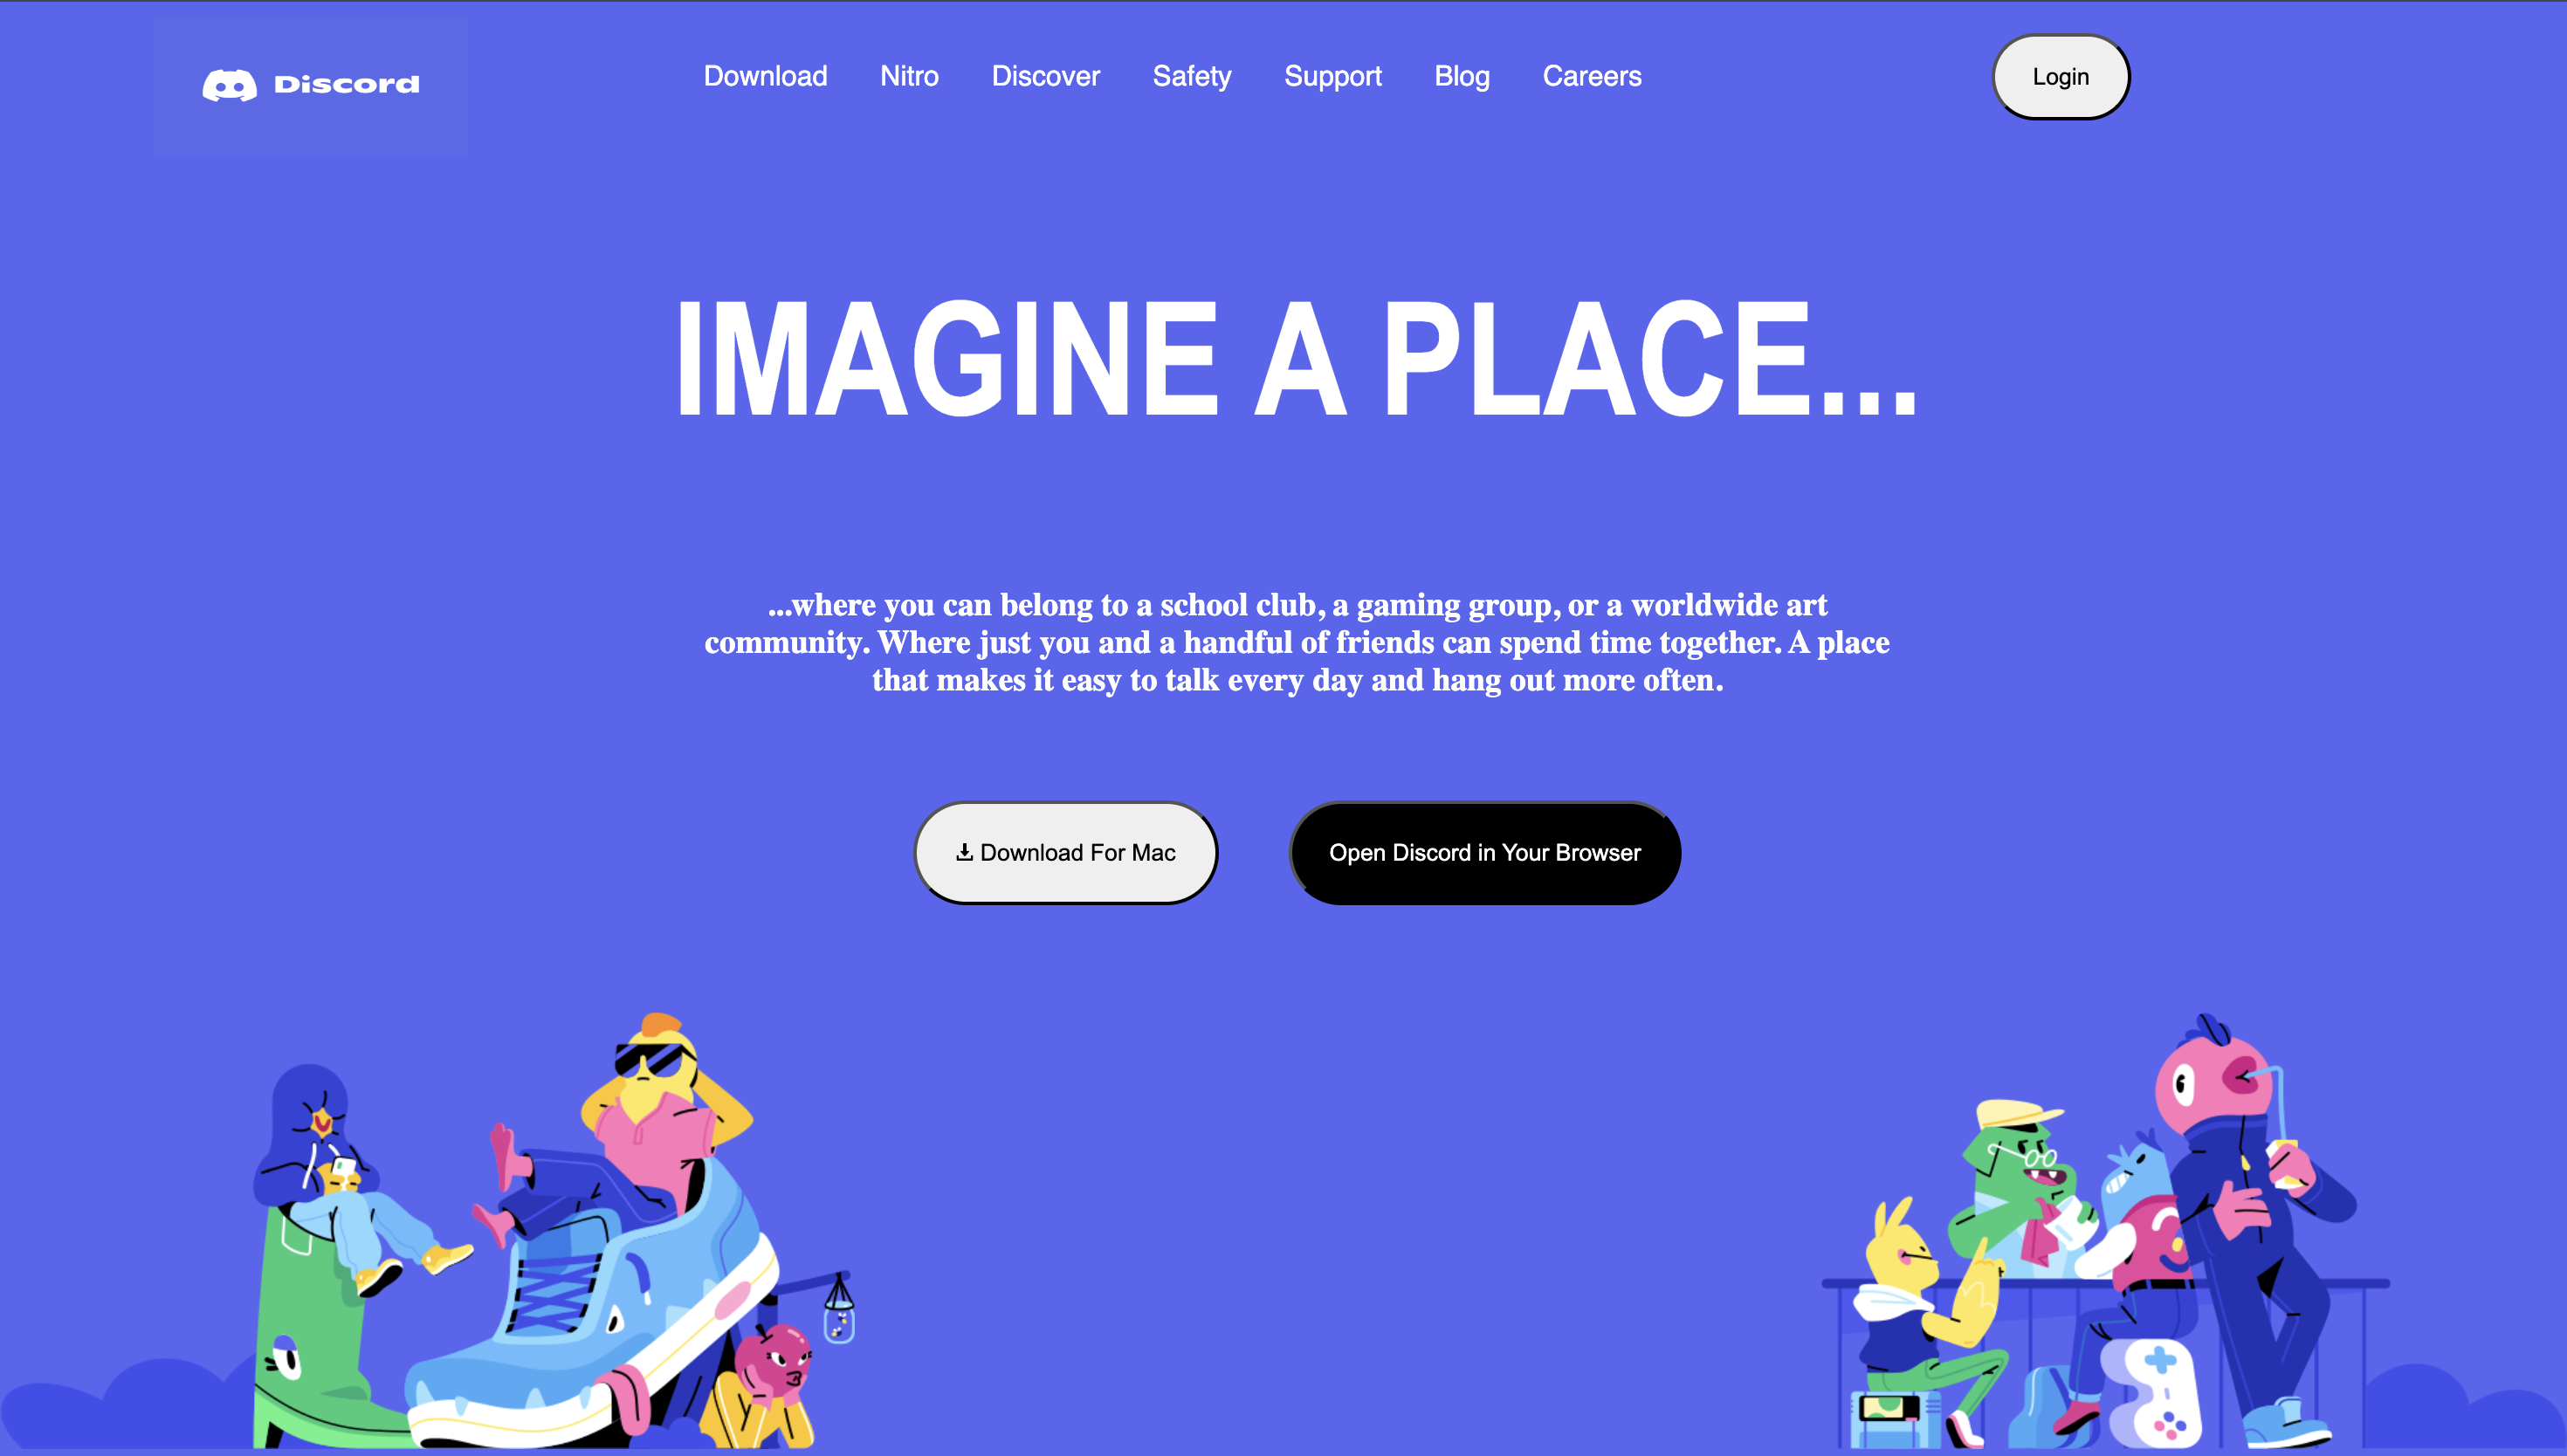 Discord
Download Nitro Discover Safety Support Blog Careers
Login
IMAGINE A PLACE...
...where you can belong to a school club, a gaming group, or a worldwide art
community. Where just you and a handful of friends can spend time together. A place
that makes it easy to talk every day and hang out more often.
Download For Mac
Open Discord in Your Browser